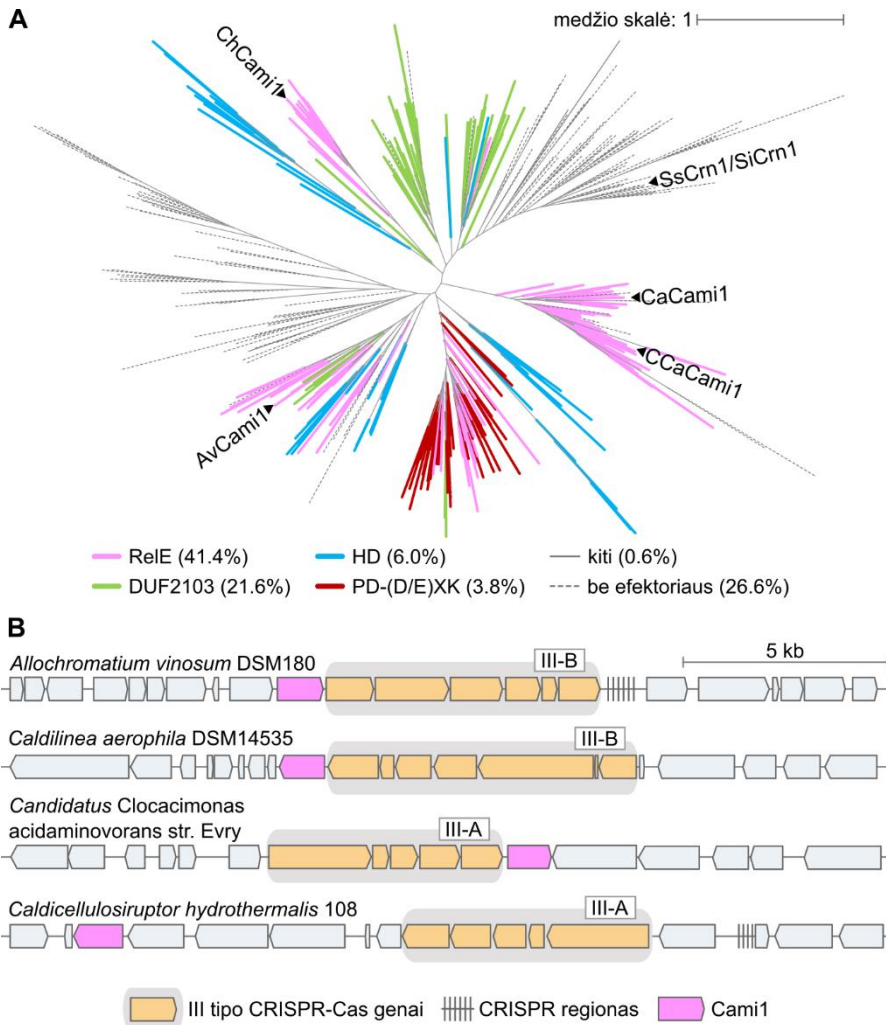 A
medžio skalė: 1
ChCami1
SsCrn1/SiCrn1
CaCami1
CCaCami1
AvCami1
RelE (41.4%)
HD (6.0%)
kiti (0.6%)
DUF2103 (21.6%)
PD-(D/E)XK (3.8%)
be efektoriaus (26.6%)
B
Allochromatium vinosum DSM180
III-B
5 kb
Caldilinea aerophila DSM14535
III-B
Candidatus Clocacimonas
acidaminovorans str. Evry
III-A
Caldicellulosiruptor hydrothermalis 108
III-A
III tipo CRISPR-Cas genai
CRISPR regionas
Cami1